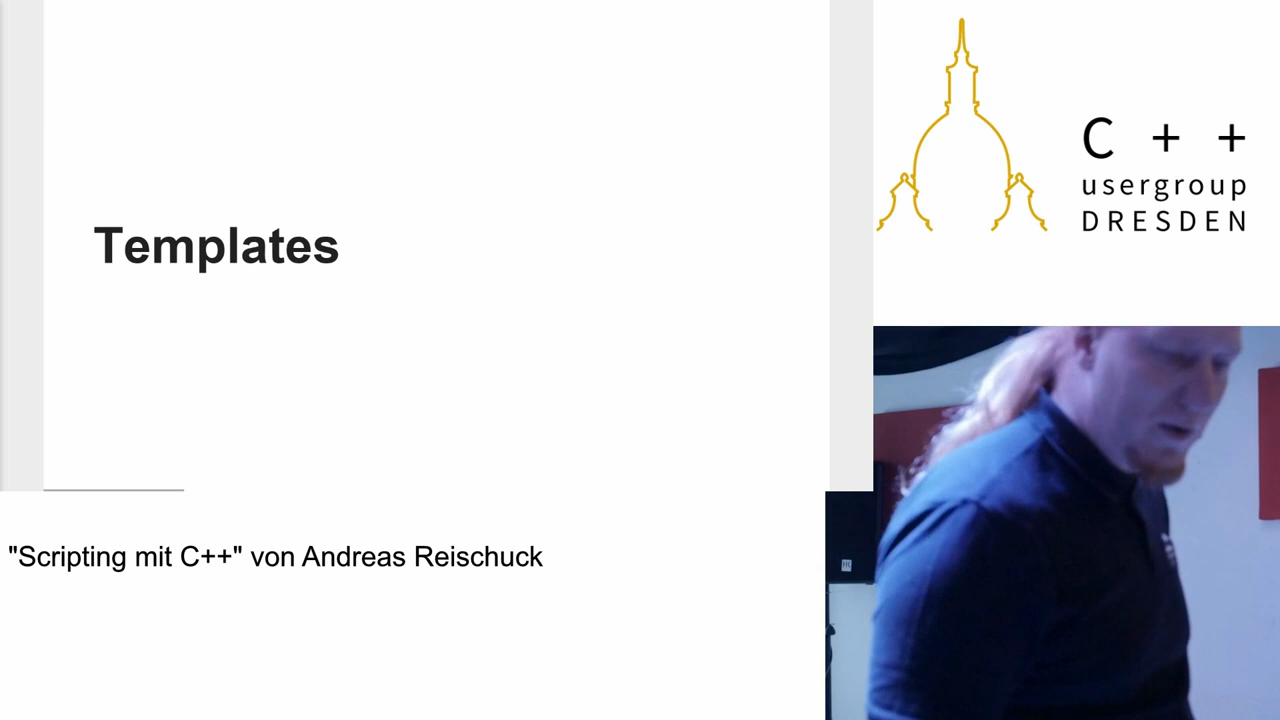 Templates
C + +
usergroup
DRESDEN
"Scripting mit C++" von Andreas Reischuck